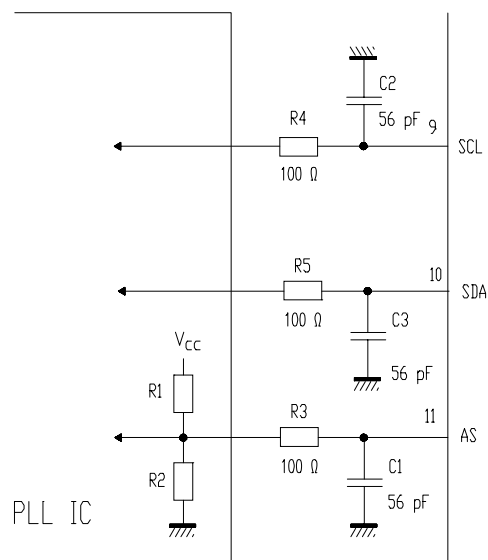 C2
56 pF
R4
9
SCL
100 Ω
R5
10
SDA
100 Ω
C3
56 pF
VCC
R1
R3
11
AS
R2
100 Ω
C1
56 pF
PLL IC